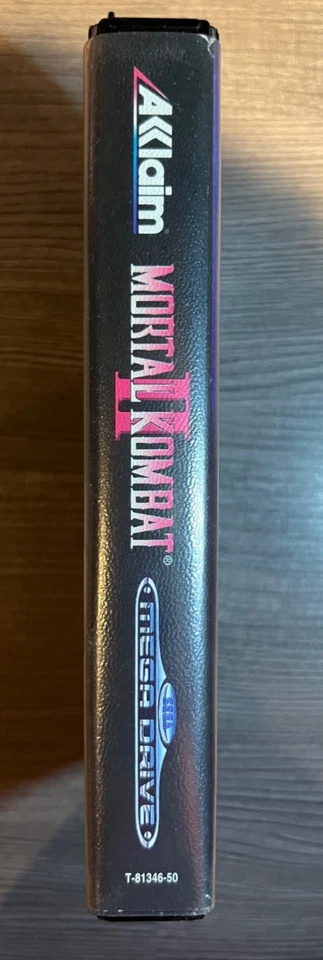 Acclaim
MORTAL KOMBAT®
II
SEGA
MEGA DRIVE
T-81346-50